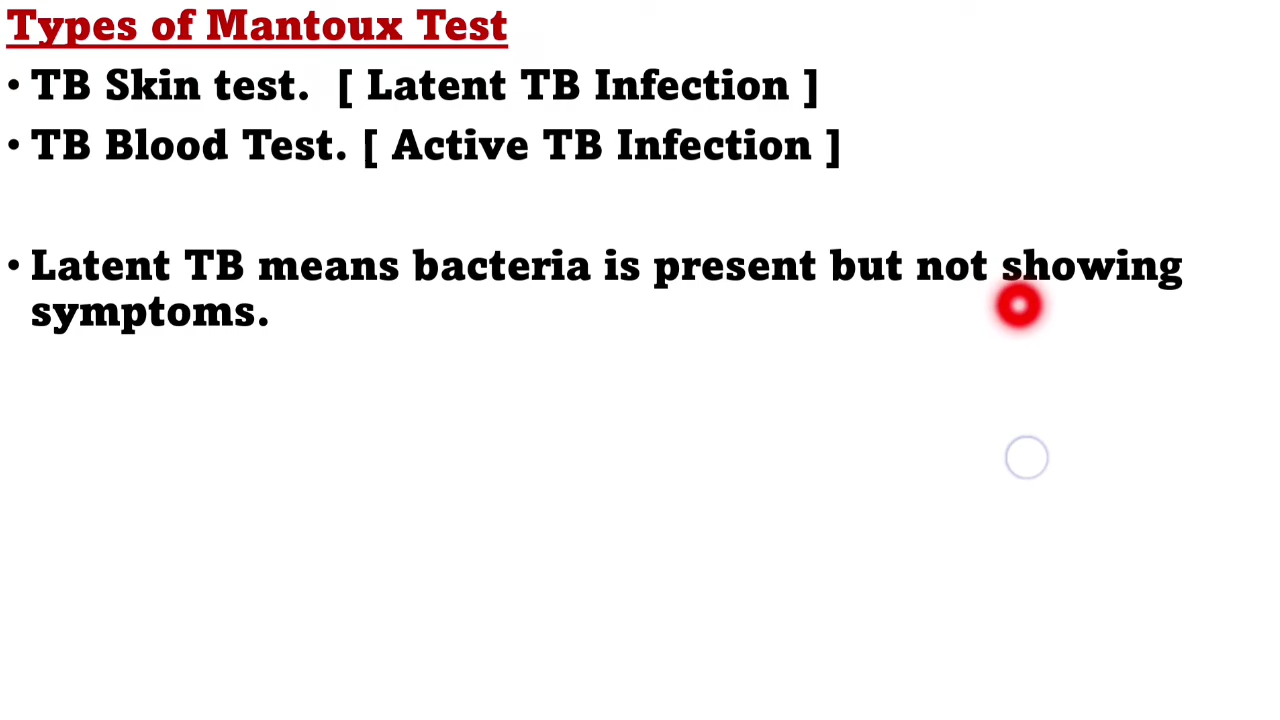 Types of Mantoux Test
• TB Skin test. [ Latent TB Infection ]
• TB Blood Test. [ Active TB Infection ]
• Latent TB means bacteria is present but not showing
symptoms.